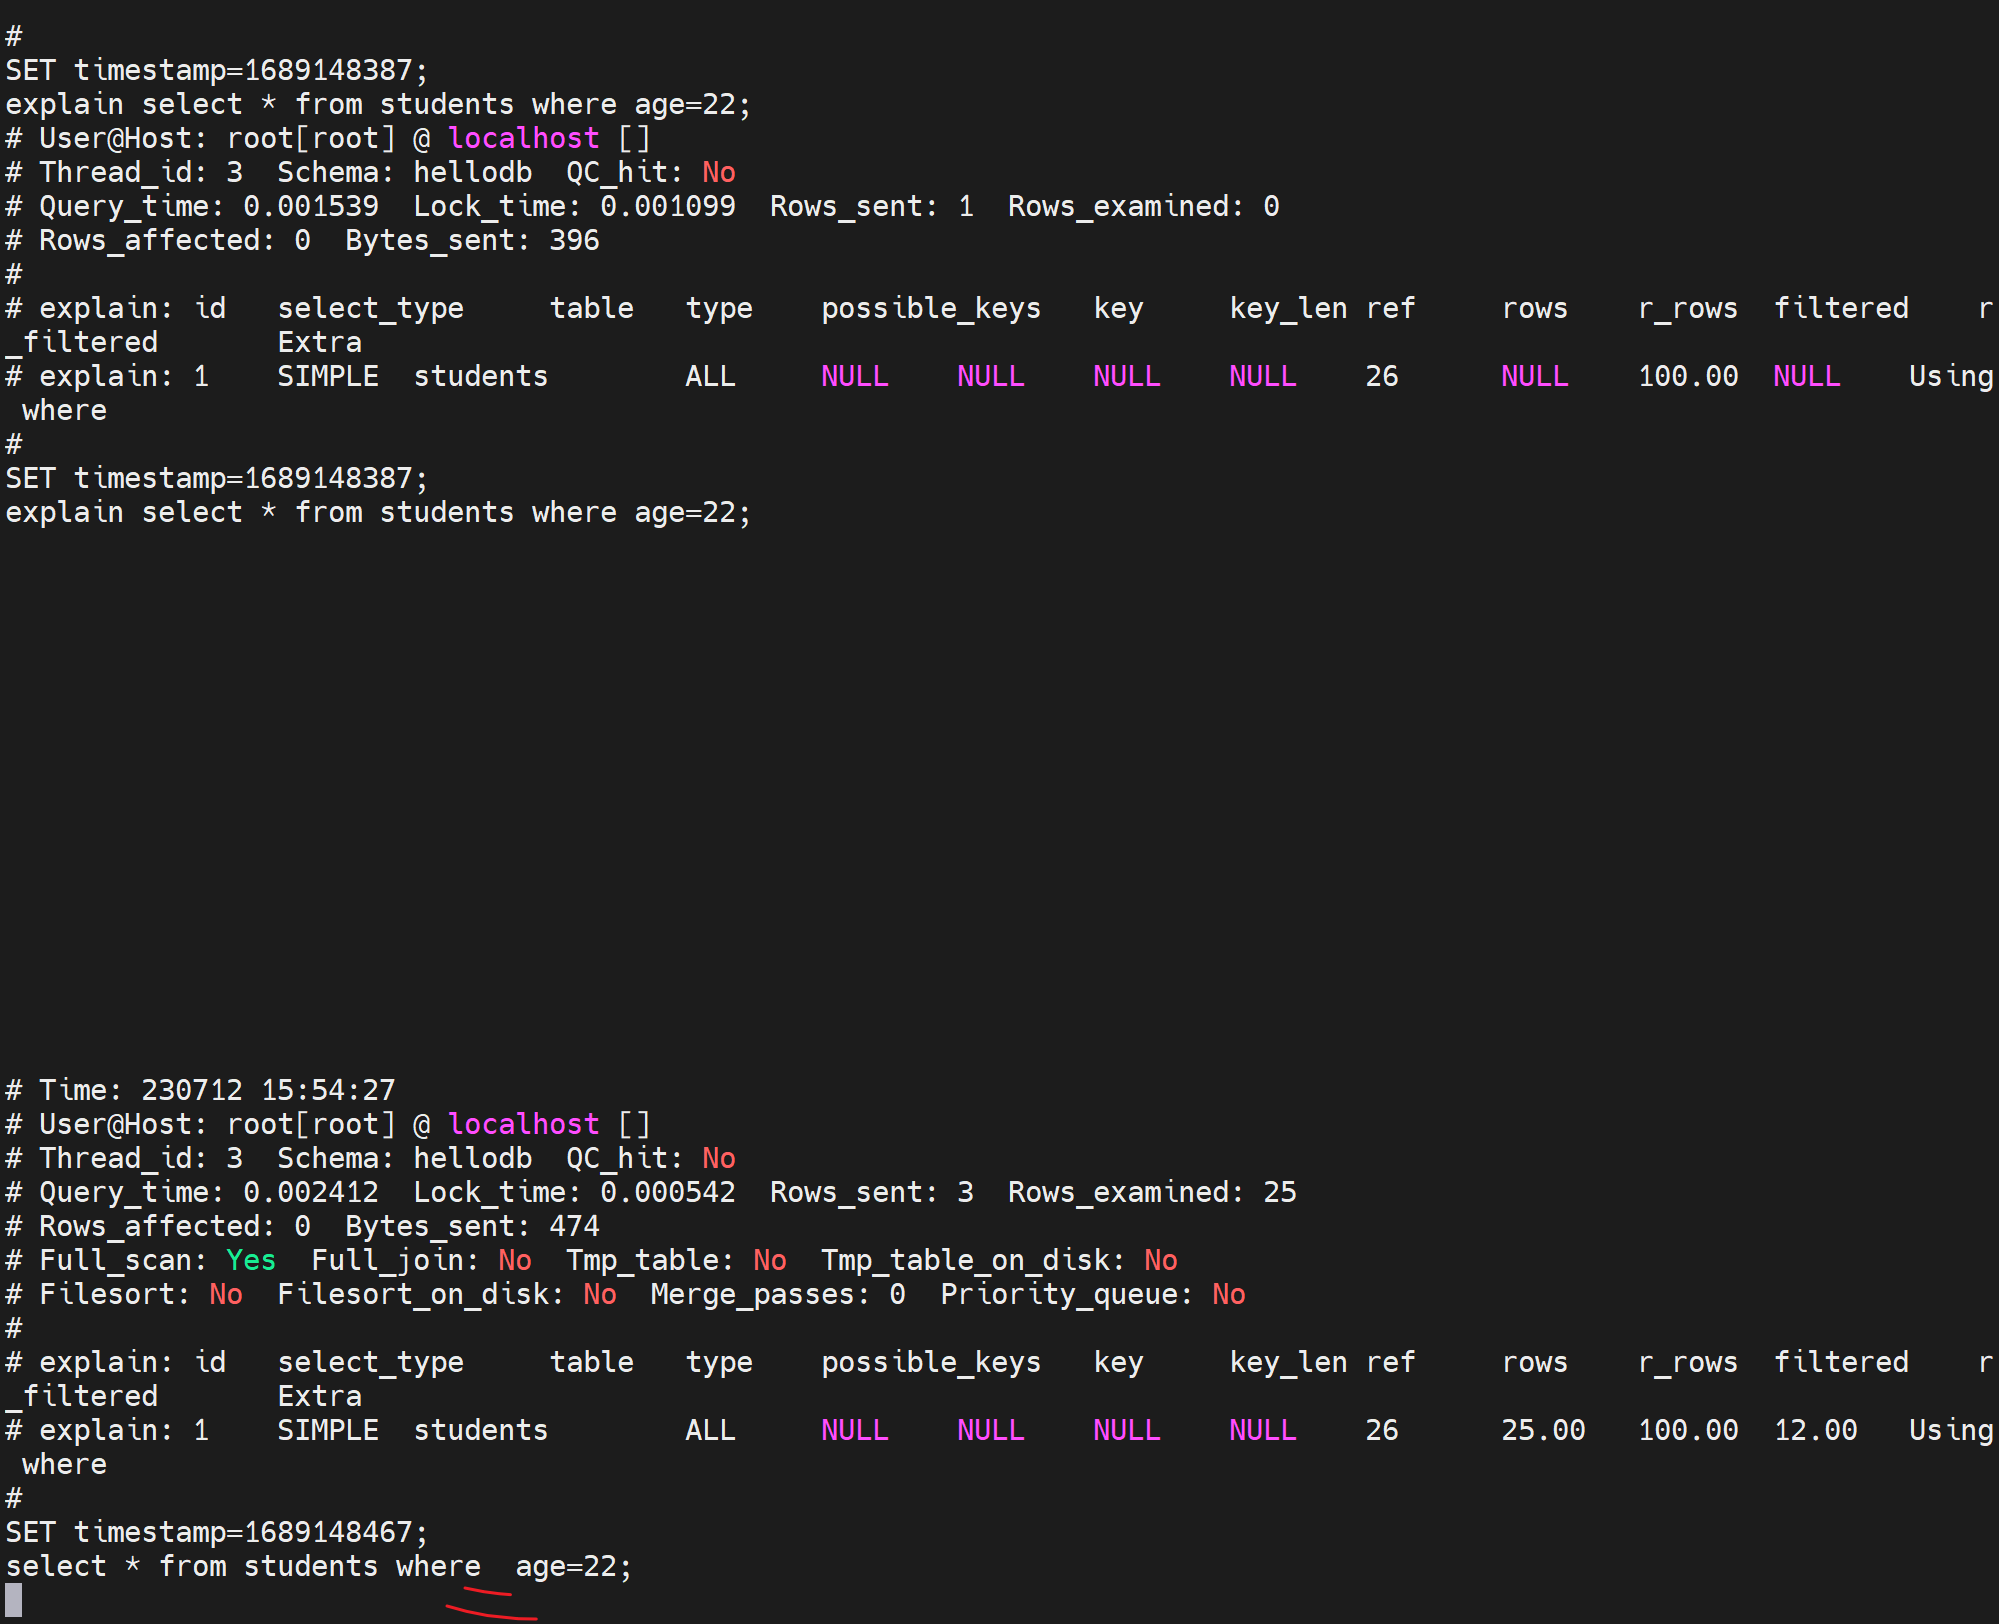 #
SET timestamp=1689148387;
explain select * from students where age=22;
# User@Host: root[root] @ localhost []
# Thread_id: 3  Schema: hellodb  QC_hit: No
# Query_time: 0.001539  Lock_time: 0.001099  Rows_sent: 1  Rows_examined: 0
# Rows_affected: 0  Bytes_sent: 396
#
# explain: id   select_type     table   type    possible_keys   key     key_len ref     rows    r_rows  filtered    r
_filtered       Extra
# explain: 1    SIMPLE  students        ALL     NULL    NULL    NULL    NULL    26      NULL    100.00  NULL    Using
 where
#
SET timestamp=1689148387;
explain select * from students where age=22;
# Time: 230712 15:54:27
# User@Host: root[root] @ localhost []
# Thread_id: 3  Schema: hellodb  QC_hit: No
# Query_time: 0.002412  Lock_time: 0.000542  Rows_sent: 3  Rows_examined: 25
# Rows_affected: 0  Bytes_sent: 474
# Full_scan: Yes  Full_join: No  Tmp_table: No  Tmp_table_on_disk: No
# Filesort: No  Filesort_on_disk: No  Merge_passes: 0  Priority_queue: No
#
# explain: id   select_type     table   type    possible_keys   key     key_len ref     rows    r_rows  filtered    r
_filtered       Extra
# explain: 1    SIMPLE  students        ALL     NULL    NULL    NULL    NULL    26      25.00   100.00  12.00   Using
 where
#
SET timestamp=1689148467;
select * from students where  age=22;